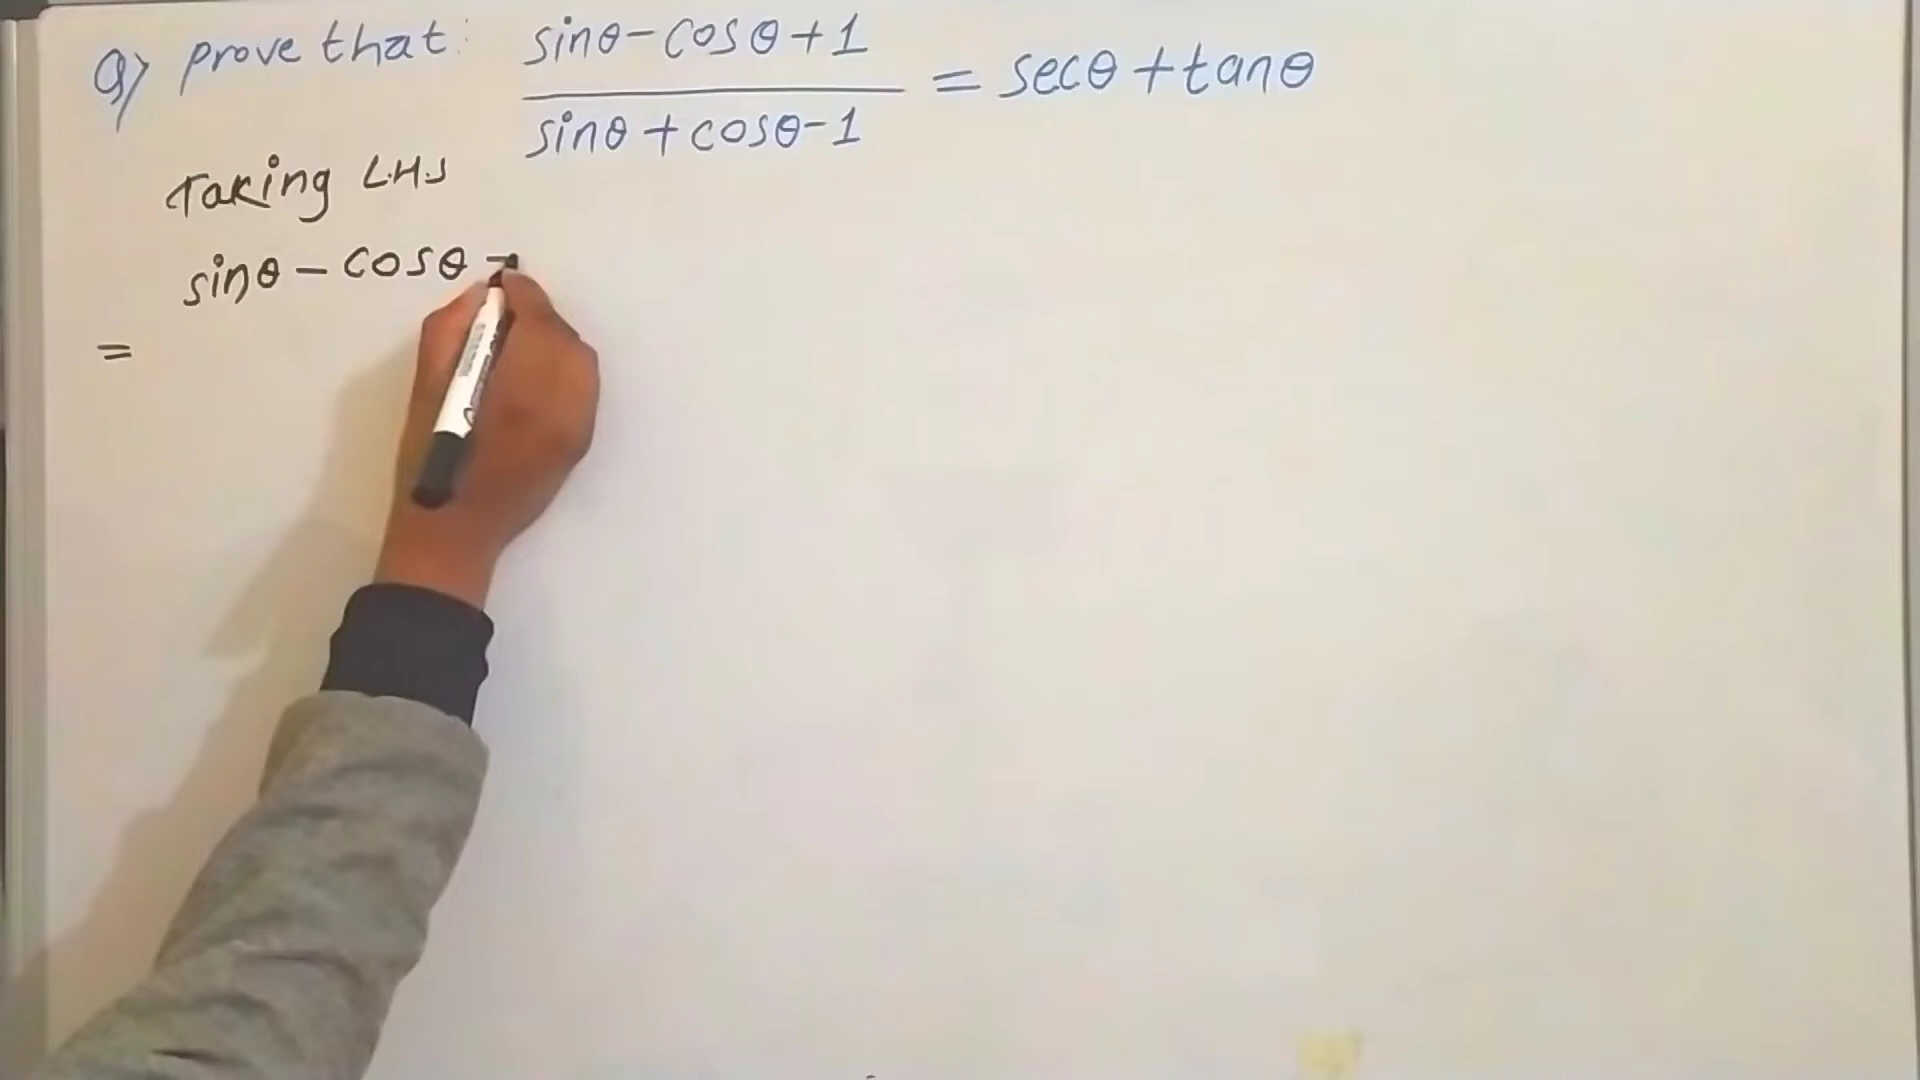 Q) prove that: sinθ-cosθ+1 / sinθ+cosθ-1 = secθ+tanθ
Taking L.H.S
sinθ-cosθ
=